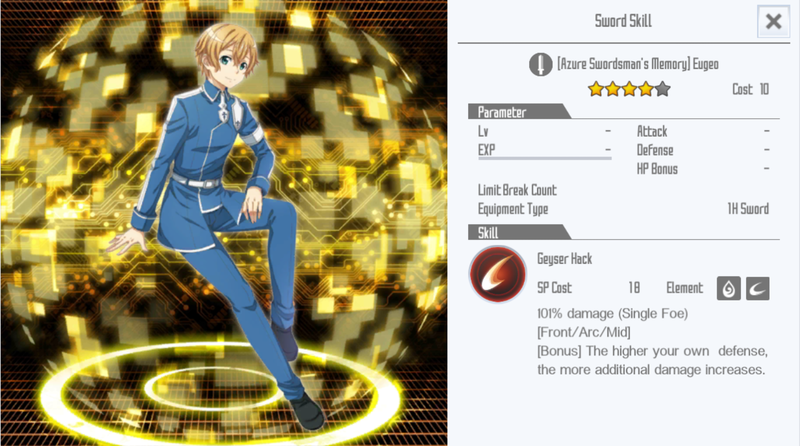 Sword Skill
[Azure Swordsman's Memory] Eugeo
Cost 10
Parameter
Lv -
Attack -
EXP -
Defense -
HP Bonus -
Limit Break Count
Equipment Type 1H Sword
Skill
Geyser Hack
SP Cost 18 Element
101% damage (Single Foe)
[Front/Arc/Mid]
[Bonus] The higher your own defense,
the more additional damage increases.